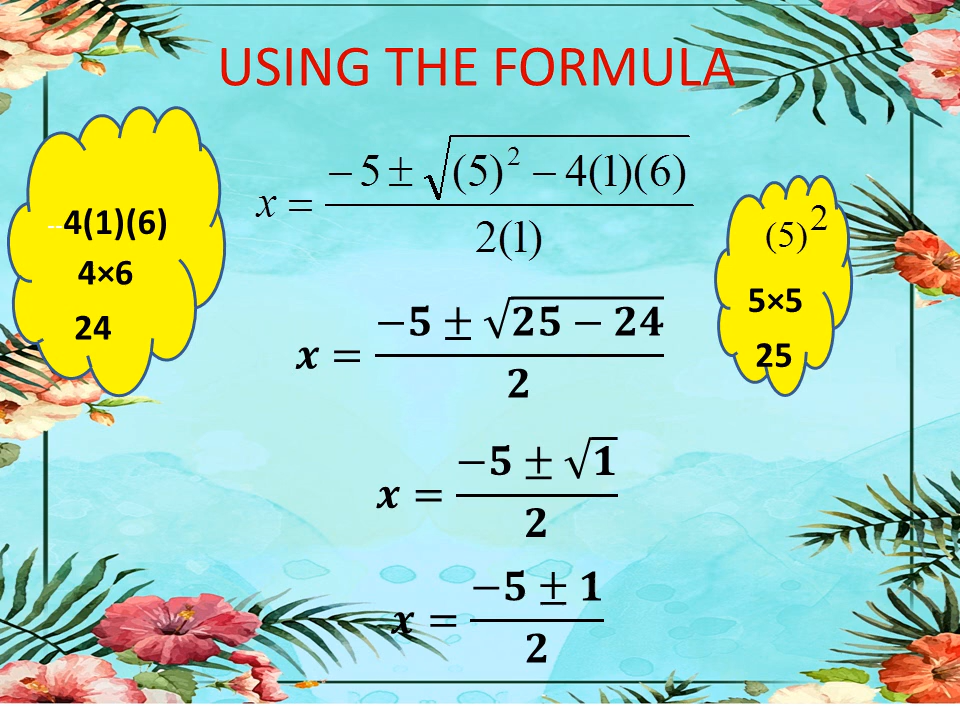 USING THE FORMULA
x = (−5 ± √((5)² − 4(1)(6))) / 2(1)
--4(1)(6)
4×6
24
(5)²
5×5
25
x = (−5 ± √(25 − 24)) / 2
x = (−5 ± √1) / 2
x = (−5 ± 1) / 2